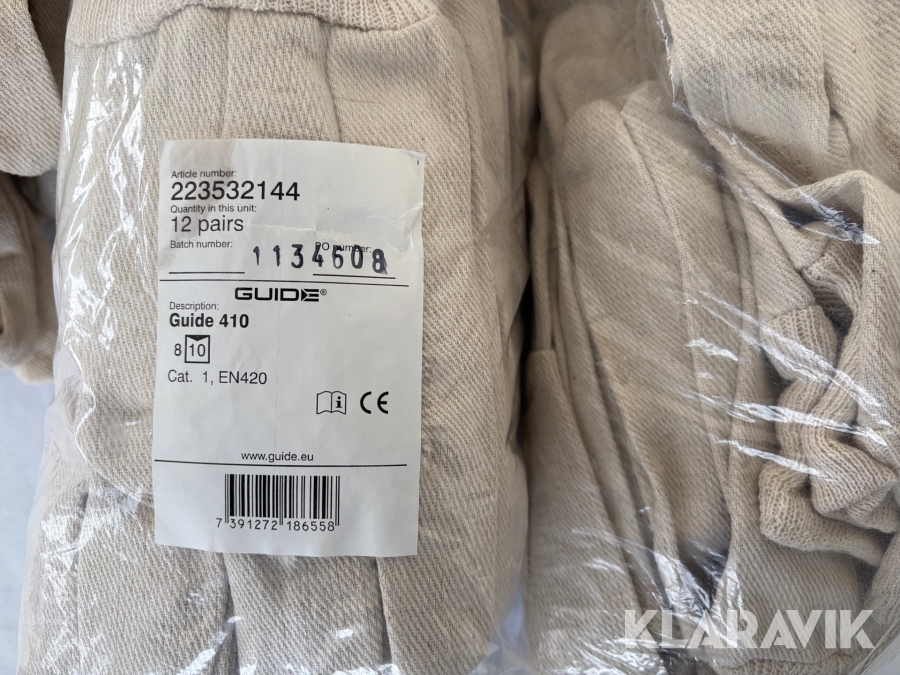 Article number:
223532144
Quantity in this unit:
12 pairs
Batch number: PO number:
1134608
GUIDE®
Description:
Guide 410
8 10
Cat. 1, EN420
i CE
www.guide.eu
7 391272 186558
KLARAVIK